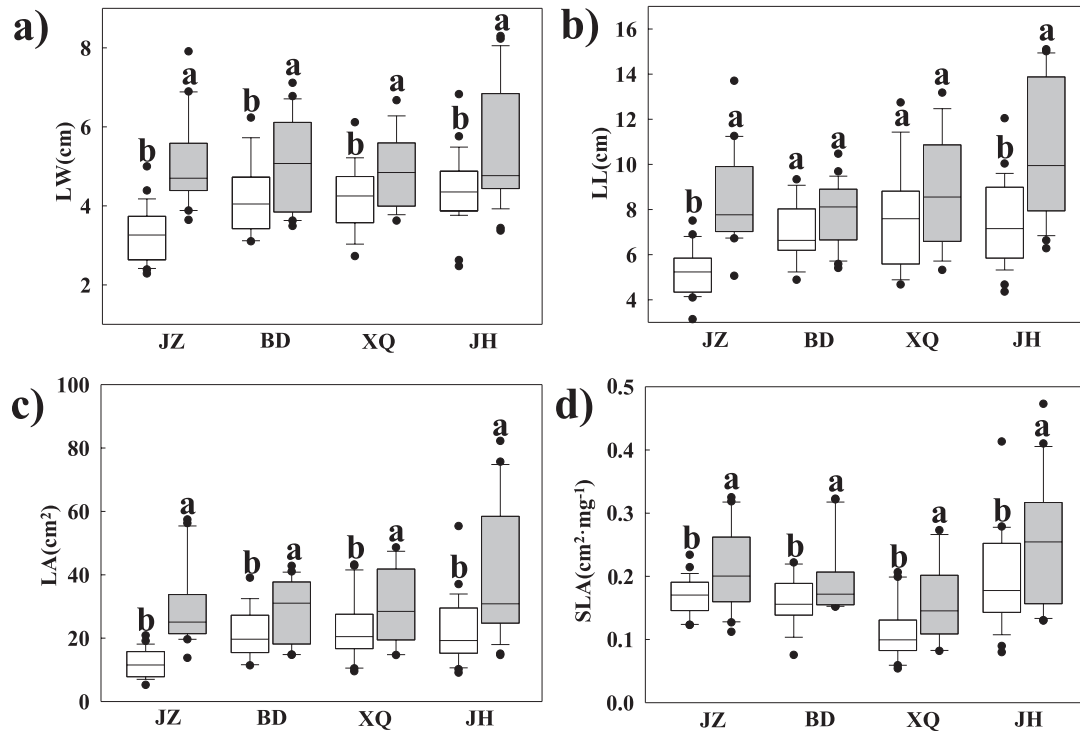 a)
LW(cm)
8
6
4
2
b a b a b a b a
JZ BD XQ JH
b)
LL(cm)
16
14
12
10
8
6
4
b a a a a a b a
JZ BD XQ JH
c)
LA(cm²)
100
80
60
40
20
0
b a b a b a b a
JZ BD XQ JH
d)
SLA(cm²·mg⁻¹)
0.5
0.4
0.3
0.2
0.1
0.0
b a b a b a b a
JZ BD XQ JH